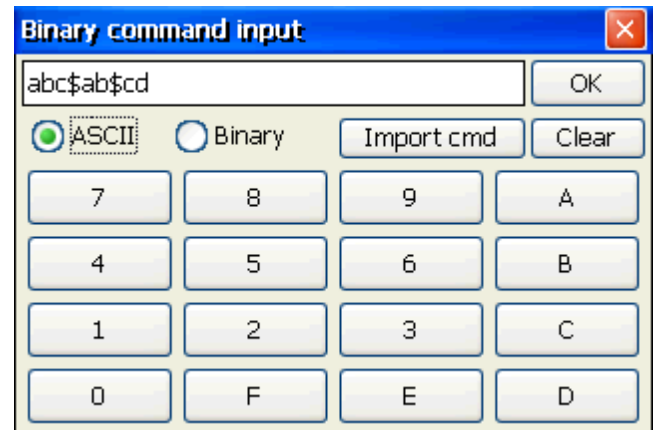 Binary command input
abc$ab$cd OK
ASCII Binary Import cmd Clear
7 8 9 A
4 5 6 B
1 2 3 C
0 F E D